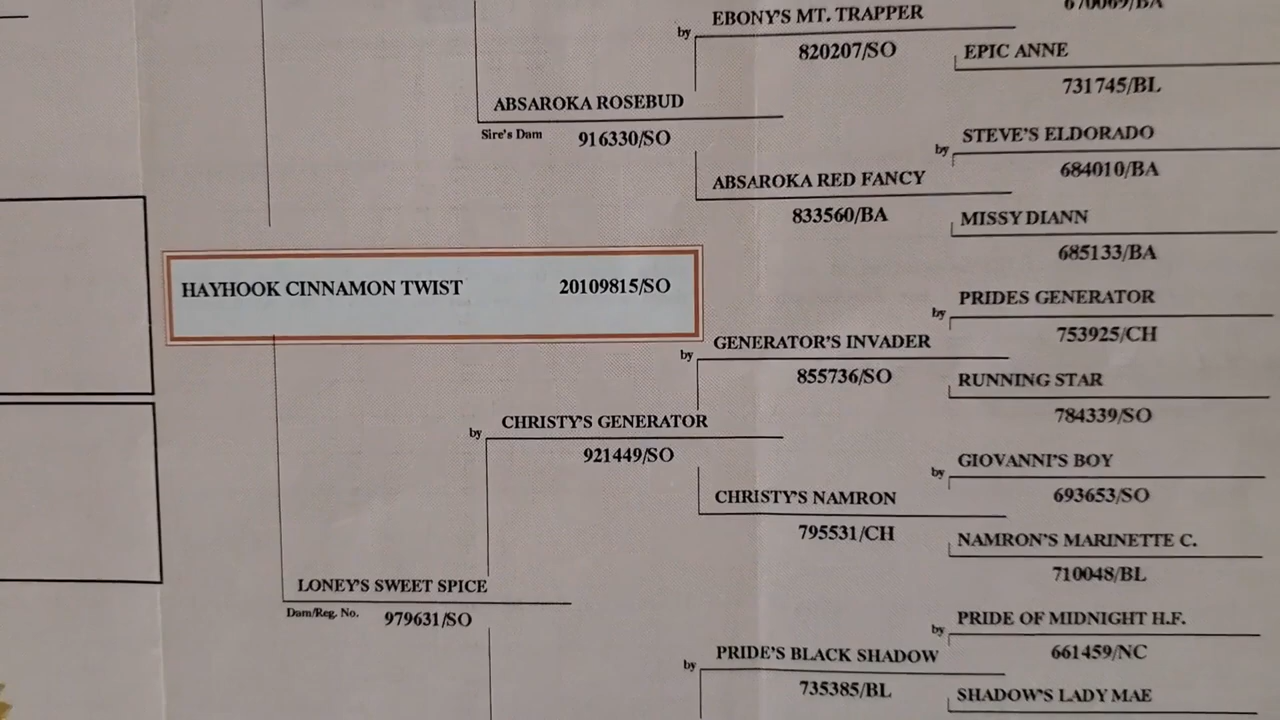 670069/BA
by EBONY'S MT. TRAPPER
820207/SO
EPIC ANNE
731745/BL
ABSAROKA ROSEBUD
Sire's Dam 916330/SO
by STEVE'S ELDORADO
684010/BA
ABSAROKA RED FANCY
833560/BA
MISSY DIANN
685133/BA
HAYHOOK CINNAMON TWIST 20109815/SO
by PRIDES GENERATOR
753925/CH
by GENERATOR'S INVADER
855736/SO
RUNNING STAR
784339/SO
by CHRISTY'S GENERATOR
921449/SO
by GIOVANNI'S BOY
693653/SO
CHRISTY'S NAMRON
795531/CH
NAMRON'S MARINETTE C.
710048/BL
LONEY'S SWEET SPICE
Dam/Reg. No. 979631/SO
by PRIDE OF MIDNIGHT H.F.
661459/NC
by PRIDE'S BLACK SHADOW
735385/BL
SHADOW'S LADY MAE